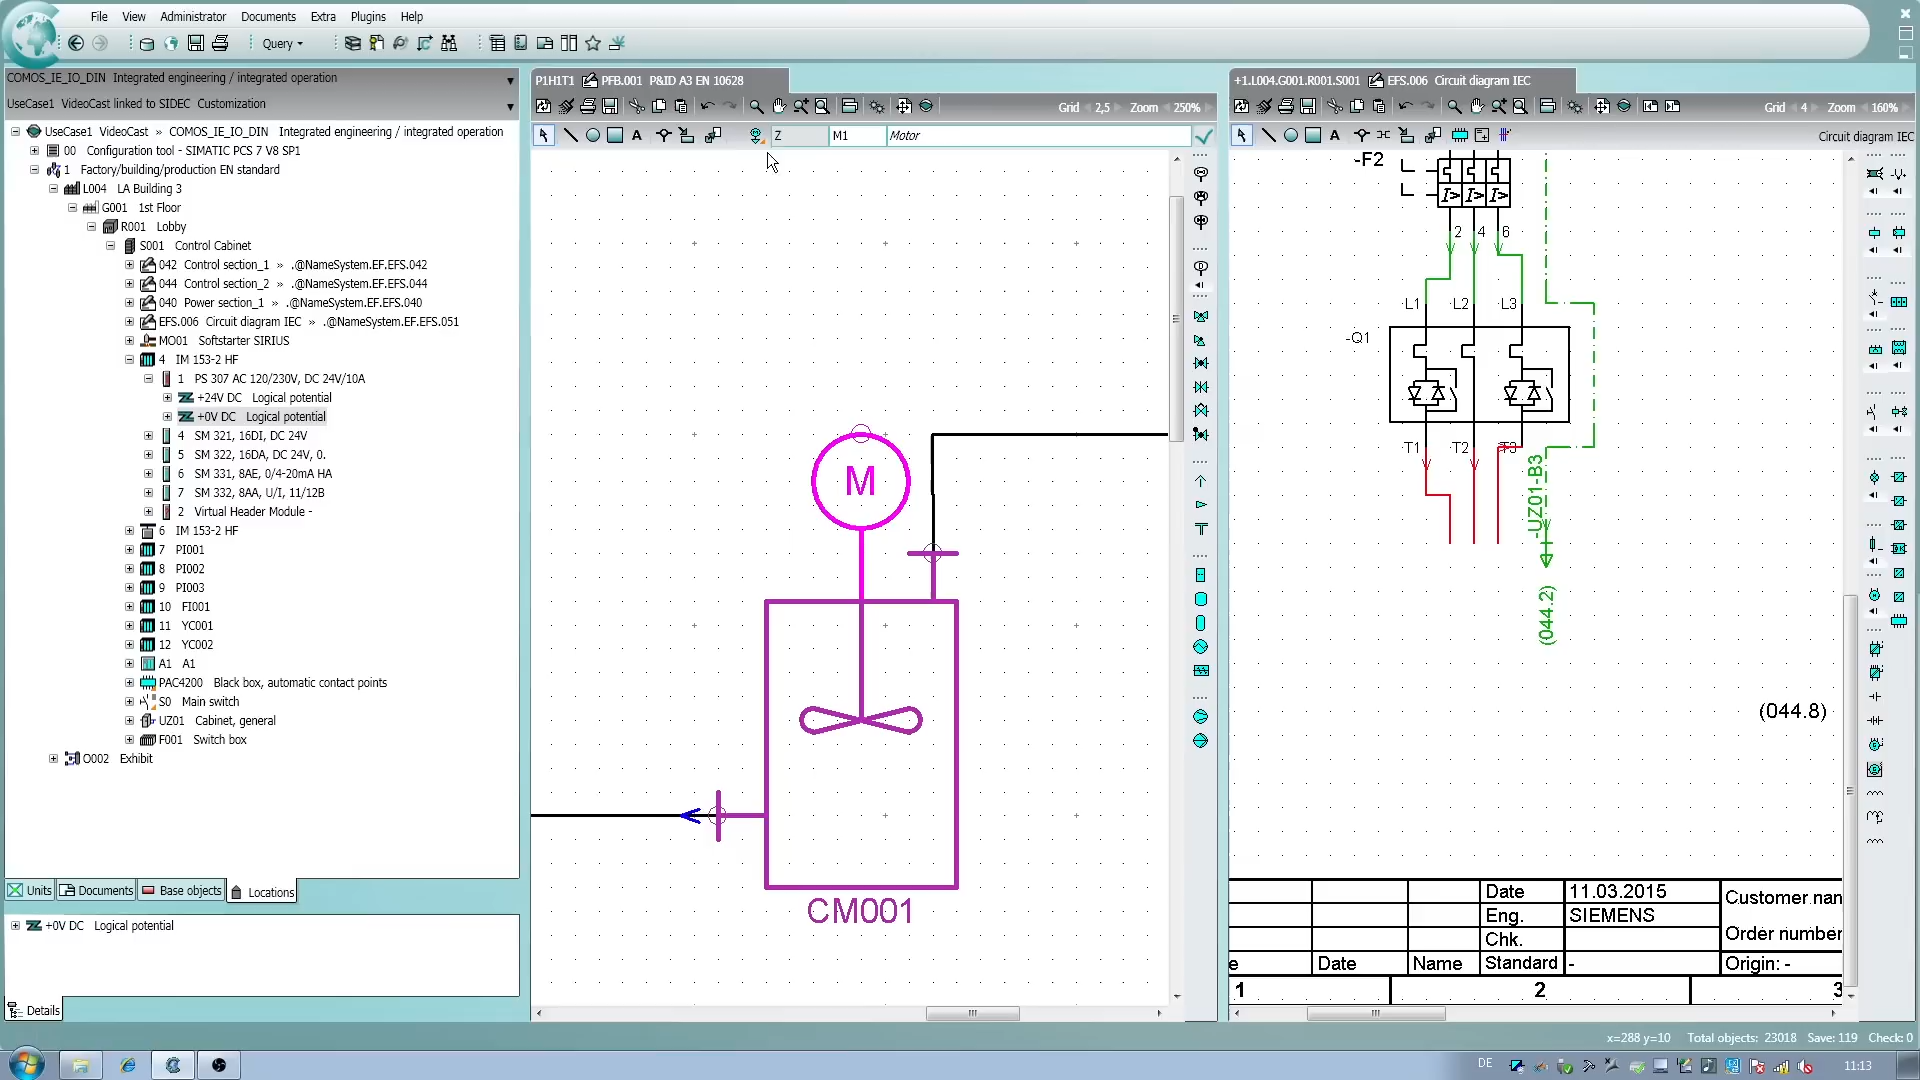 File View Administrator Documents Extra Plugins Help
Query
COMOS_IE_IO_DIN Integrated engineering / integrated operation
UseCase1 VideoCast linked to SIDEC Customization
UseCase1 VideoCast » COMOS_IE_IO_DIN Integrated engineering / integrated operation
00 Configuration tool - SIMATIC PCS 7 V8 SP1
1 Factory/building/production EN standard
L004 LA Building 3
G001 1st Floor
R001 Lobby
S001 Control Cabinet
042 Control section_1 » .@NameSystem.EF.EFS.042
044 Control section_2 » .@NameSystem.EF.EFS.044
040 Power section_1 » .@NameSystem.EF.EFS.040
EFS.006 Circuit diagram IEC » .@NameSystem.EF.EFS.051
MO01 Softstarter SIRIUS
4 IM 153-2 HF
1 PS 307 AC 120/230V, DC 24V/10A
+24V DC Logical potential
+0V DC Logical potential
4 SM 321, 16DI, DC 24V
5 SM 322, 16DA, DC 24V, 0.
6 SM 331, 8AE, 0/4-20mA HA
7 SM 332, 8AA, U/I, 11/12B
2 Virtual Header Module -
6 IM 153-2 HF
7 PI001
8 PI002
9 PI003
10 FI001
11 YC001
12 YC002
A1 A1
PAC4200 Black box, automatic contact points
S0 Main switch
UZ01 Cabinet, general
F001 Switch box
O002 Exhibit
Units Documents Base objects Locations
+0V DC Logical potential
Details
P1H1T1 PFB.001 P&ID A3 EN 10628
Grid 2,5 Zoom 250%
A Z M1 Motor
M
CM001
+1.L004.G001.R001.S001 EFS.006 Circuit diagram IEC
Grid 4 Zoom 160%
A Circuit diagram IEC
-F2
I> I> I>
2 4 6
L1 L2 L3
-Q1
T1 T2 T3
-UZ01-B3
(044.2)
(044.8)
Date 11.03.2015 Customer nan
Eng. SIEMENS
Chk. Order number
e Date Name Standard - Origin: -
1 2 3
x=288 y=10 Total objects: 23018 Save: 119 Check: 0
DE 11:13